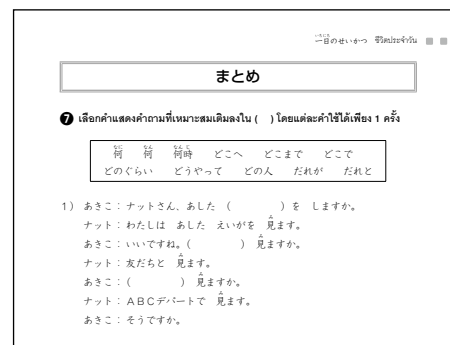 一日のせいかつ ชีวิตประจำวัน
まとめ
7 เลือกคำแสดงคำถามที่เหมาะสมเติมลงใน ( ) โดยแต่ละคำใช้ได้เพียง 1 ครั้ง
何 何 何時 どこへ どこまで どこで
どのぐらい どうやって どの人 だれが だれと
1) あきこ：ナットさん、あした ( ) を しますか。
ナット：わたしは あした えいがを 見ます。
あきこ：いいですね。( ) 見ますか。
ナット：友だちと 見ます。
あきこ：( ) 見ますか。
ナット：ABCデパートで 見ます。
あきこ：そうですか。